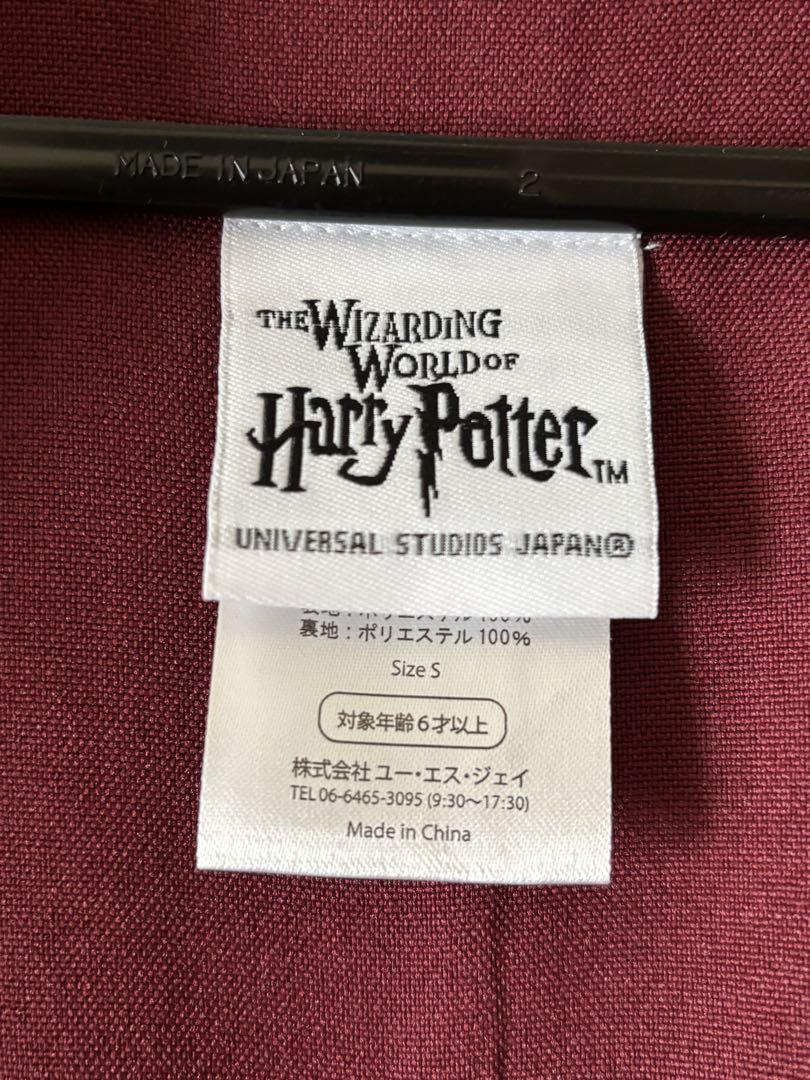 MADE IN JAPAN 2
THE WIZARDING
WORLD OF
Harry Potter TM
UNIVERSAL STUDIOS JAPAN®
裏地：ポリエステル 100%
Size S
対象年齢6才以上
株式会社 ユー・エス・ジェイ
TEL 06-6465-3095 (9:30〜17:30)
Made in China